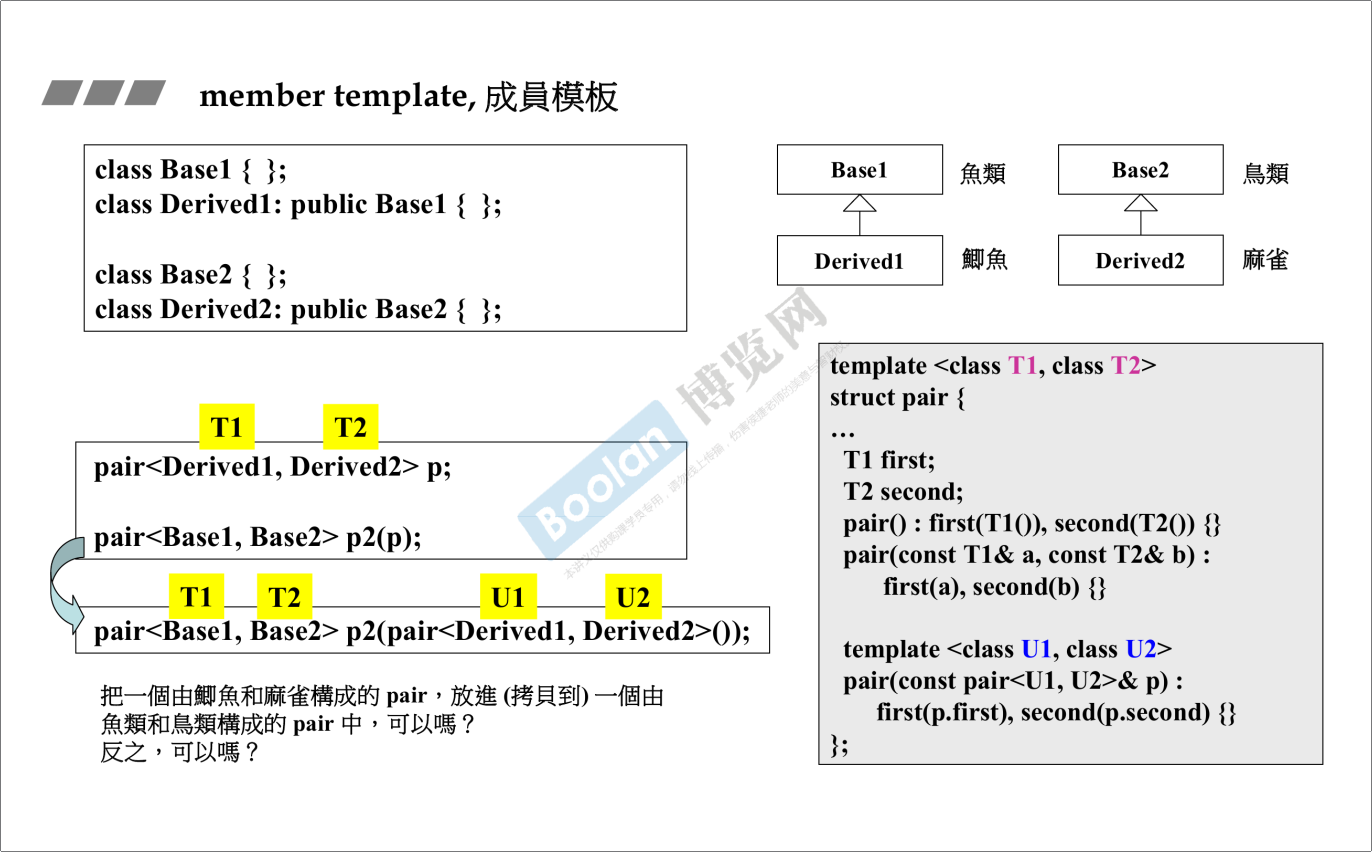 member template, 成員模板
class Base1 { };
class Derived1: public Base1 { };
class Base2 { };
class Derived2: public Base2 { };
Base1
魚類
Derived1
鯽魚
Base2
鳥類
Derived2
麻雀
T1 T2
pair<Derived1, Derived2> p;
pair<Base1, Base2> p2(p);
T1 T2 U1 U2
pair<Base1, Base2> p2(pair<Derived1, Derived2>());
把一個由鯽魚和麻雀構成的 pair，放進 (拷貝到) 一個由
魚類和鳥類構成的 pair 中，可以嗎？
反之，可以嗎？
template <class T1, class T2>
struct pair {
…
T1 first;
T2 second;
pair() : first(T1()), second(T2()) {}
pair(const T1& a, const T2& b) :
first(a), second(b) {}
template <class U1, class U2>
pair(const pair<U1, U2>& p) :
first(p.first), second(p.second) {}
};
Boolan 博览网